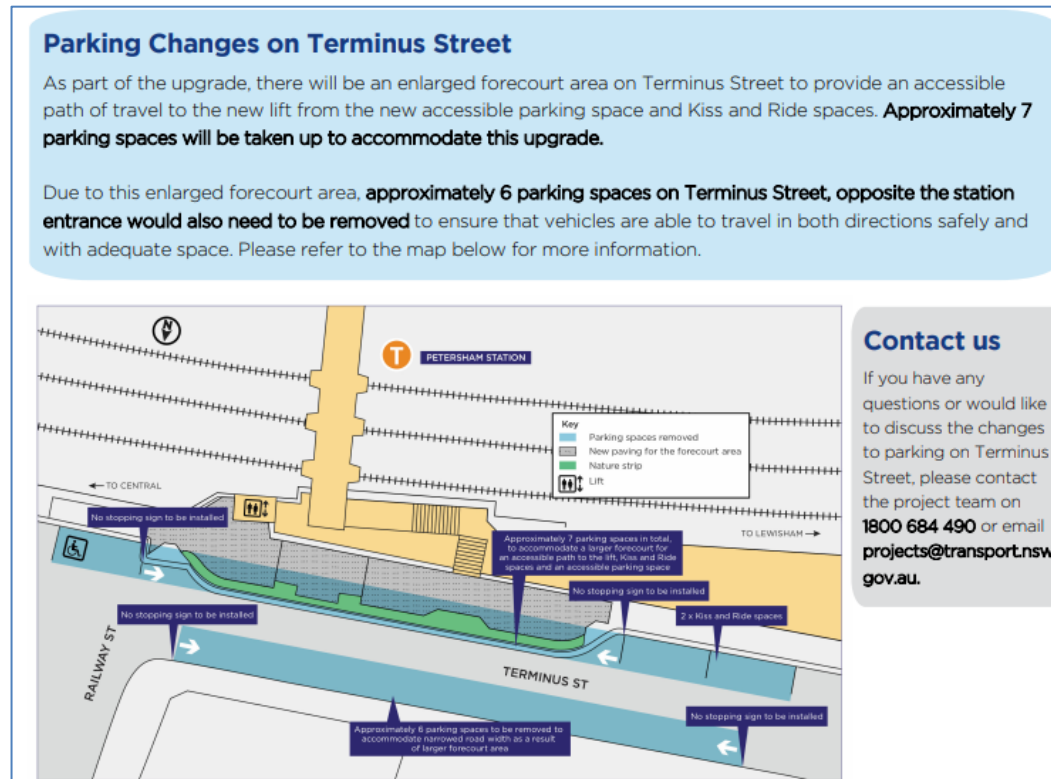 Parking Changes on Terminus Street
As part of the upgrade, there will be an enlarged forecourt area on Terminus Street to provide an accessible
path of travel to the new lift from the new accessible parking space and Kiss and Ride spaces. Approximately 7
parking spaces will be taken up to accommodate this upgrade.
Due to this enlarged forecourt area, approximately 6 parking spaces on Terminus Street, opposite the station
entrance would also need to be removed to ensure that vehicles are able to travel in both directions safely and
with adequate space. Please refer to the map below for more information.
N
T
PETERSHAM STATION
Key
Parking spaces removed
New paving for the forecourt area
Nature strip
Lift
TO CENTRAL
No stopping sign to be installed
Approximately 7 parking spaces in total,
to accommodate a larger forecourt for
an accessible path to the lift, Kiss and Ride
spaces and an accessible parking space
TO LEWISHAM
No stopping sign to be installed
No stopping sign to be installed
2 x Kiss and Ride spaces
RAILWAY ST
TERMINUS ST
No stopping sign to be installed
Approximately 6 parking spaces to be removed to
accommodate narrowed road width as a result
of larger forecourt area
Contact us
If you have any
questions or would like
to discuss the changes
to parking on Terminus
Street, please contact
the project team on
1800 684 490 or email
projects@transport.nsw.
gov.au.